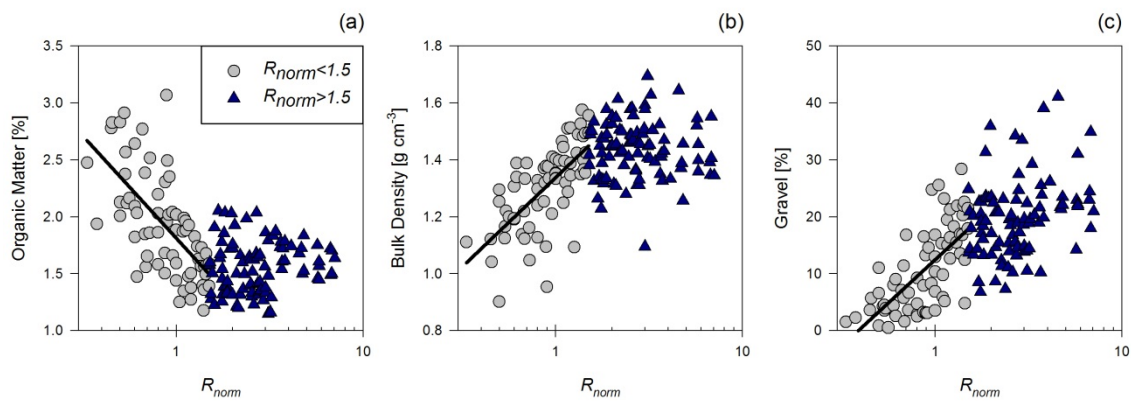 (a)
Organic Matter [%]
3.5
3.0
2.5
2.0
1.5
1.0
R_norm<1.5
R_norm>1.5
1
10
R_norm
(b)
Bulk Density [g cm⁻³]
1.8
1.6
1.4
1.2
1.0
0.8
1
10
R_norm
(c)
Gravel [%]
50
40
30
20
10
0
1
10
R_norm